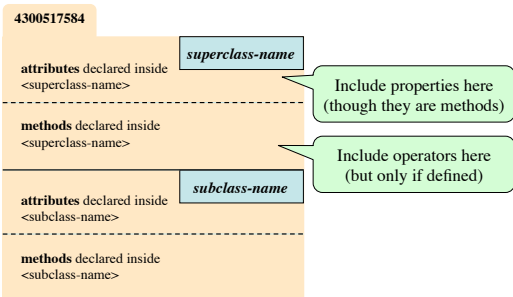 4300517584
superclass-name
attributes declared inside
<superclass-name>
Include properties here
(though they are methods)
methods declared inside
<superclass-name>
Include operators here
(but only if defined)
subclass-name
attributes declared inside
<subclass-name>
methods declared inside
<subclass-name>